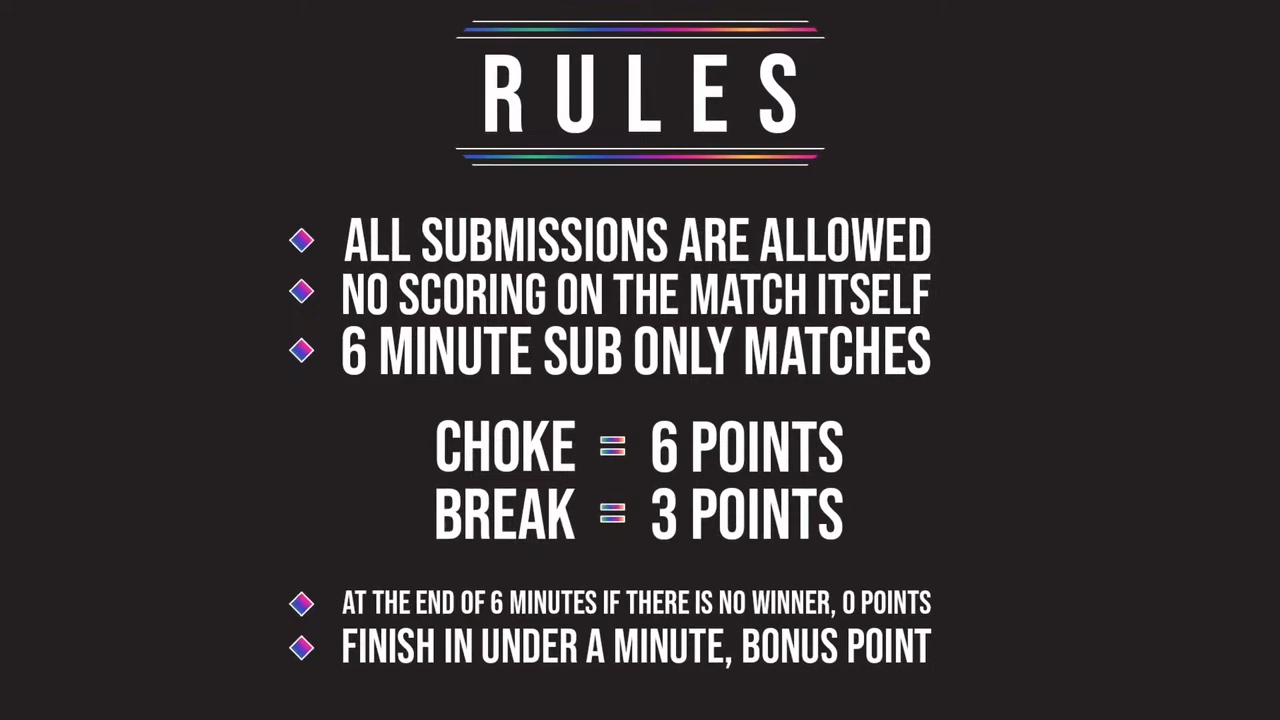 RULES
ALL SUBMISSIONS ARE ALLOWED
NO SCORING ON THE MATCH ITSELF
6 MINUTE SUB ONLY MATCHES
CHOKE = 6 POINTS
BREAK = 3 POINTS
AT THE END OF 6 MINUTES IF THERE IS NO WINNER, 0 POINTS
FINISH IN UNDER A MINUTE, BONUS POINT